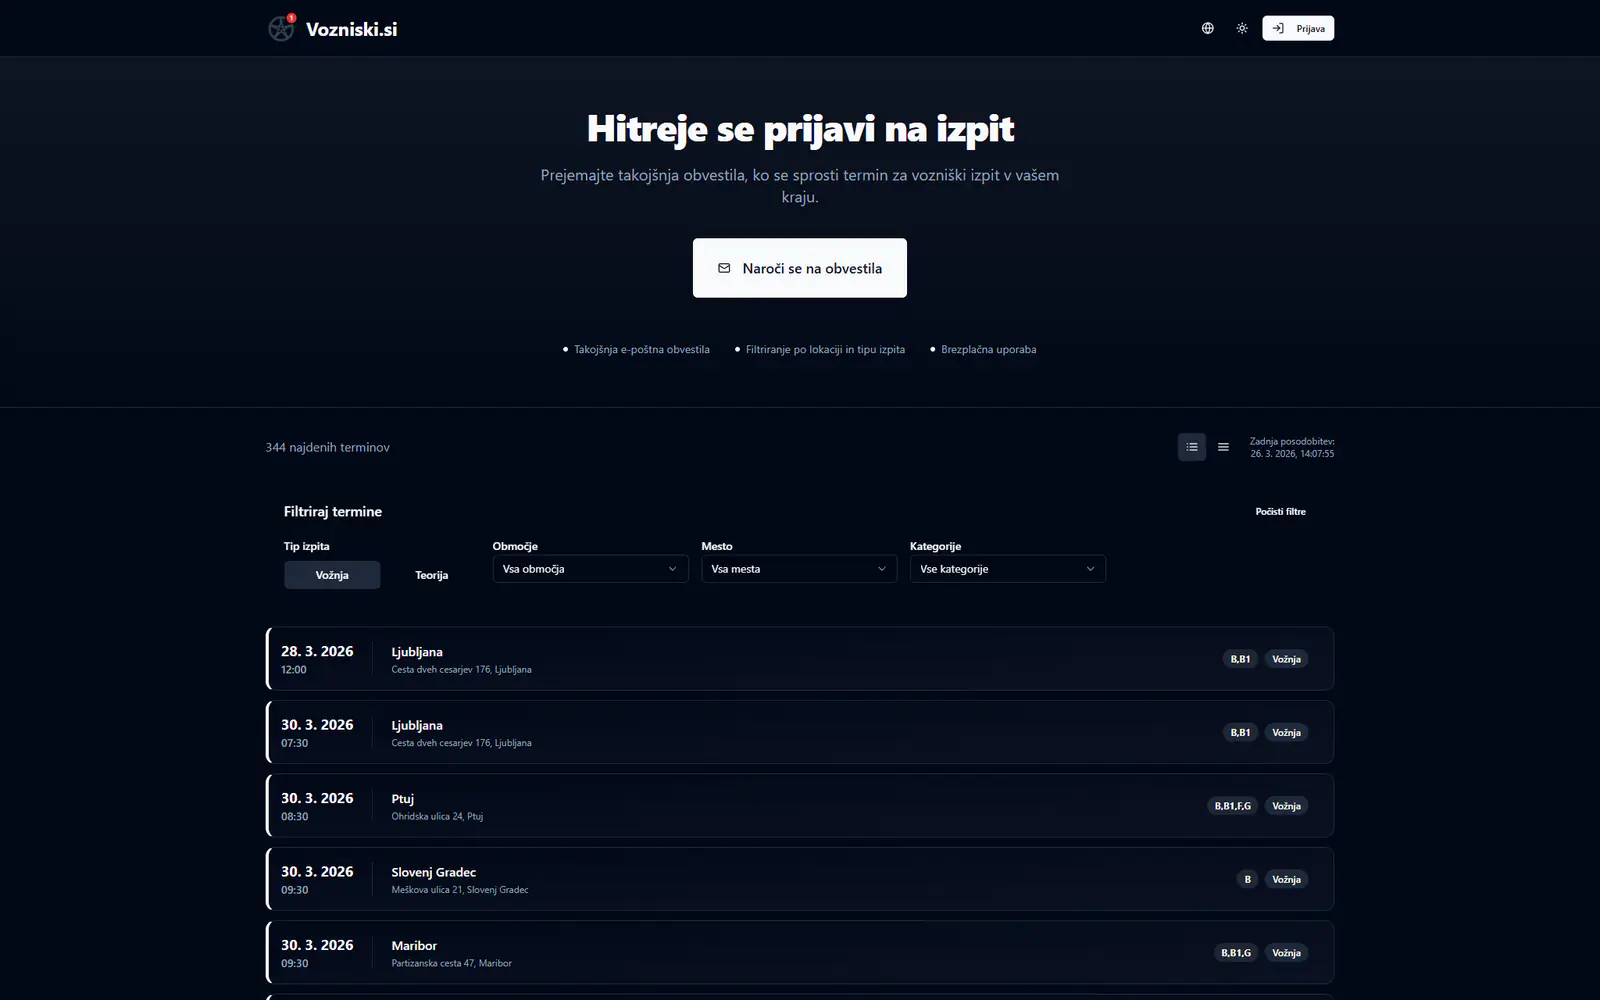 1
Vozniski.si
Prijava
Hitreje se prijavi na izpit
Prejemajte takojšnja obvestila, ko se sprosti termin za vozniški izpit v vašem
kraju.
Naroči se na obvestila
Takojšnja e-poštna obvestila
Filtriranje po lokaciji in tipu izpita
Brezplačna uporaba
344 najdenih terminov
Zadnja posodobitev:
26. 3. 2026, 14:07:55
Filtriraj termine
Počisti filtre
Tip izpita
Vožnja
Teorija
Območje
Vsa območja
Mesto
Vsa mesta
Kategorije
Vse kategorije
28. 3. 2026
12:00
Ljubljana
Cesta dveh cesarjev 176, Ljubljana
B,B1
Vožnja
30. 3. 2026
07:30
Ljubljana
Cesta dveh cesarjev 176, Ljubljana
B,B1
Vožnja
30. 3. 2026
08:30
Ptuj
Ohridska ulica 24, Ptuj
B,B1,F,G
Vožnja
30. 3. 2026
09:30
Slovenj Gradec
Meškova ulica 21, Slovenj Gradec
B
Vožnja
30. 3. 2026
09:30
Maribor
Partizanska cesta 47, Maribor
B,B1,G
Vožnja